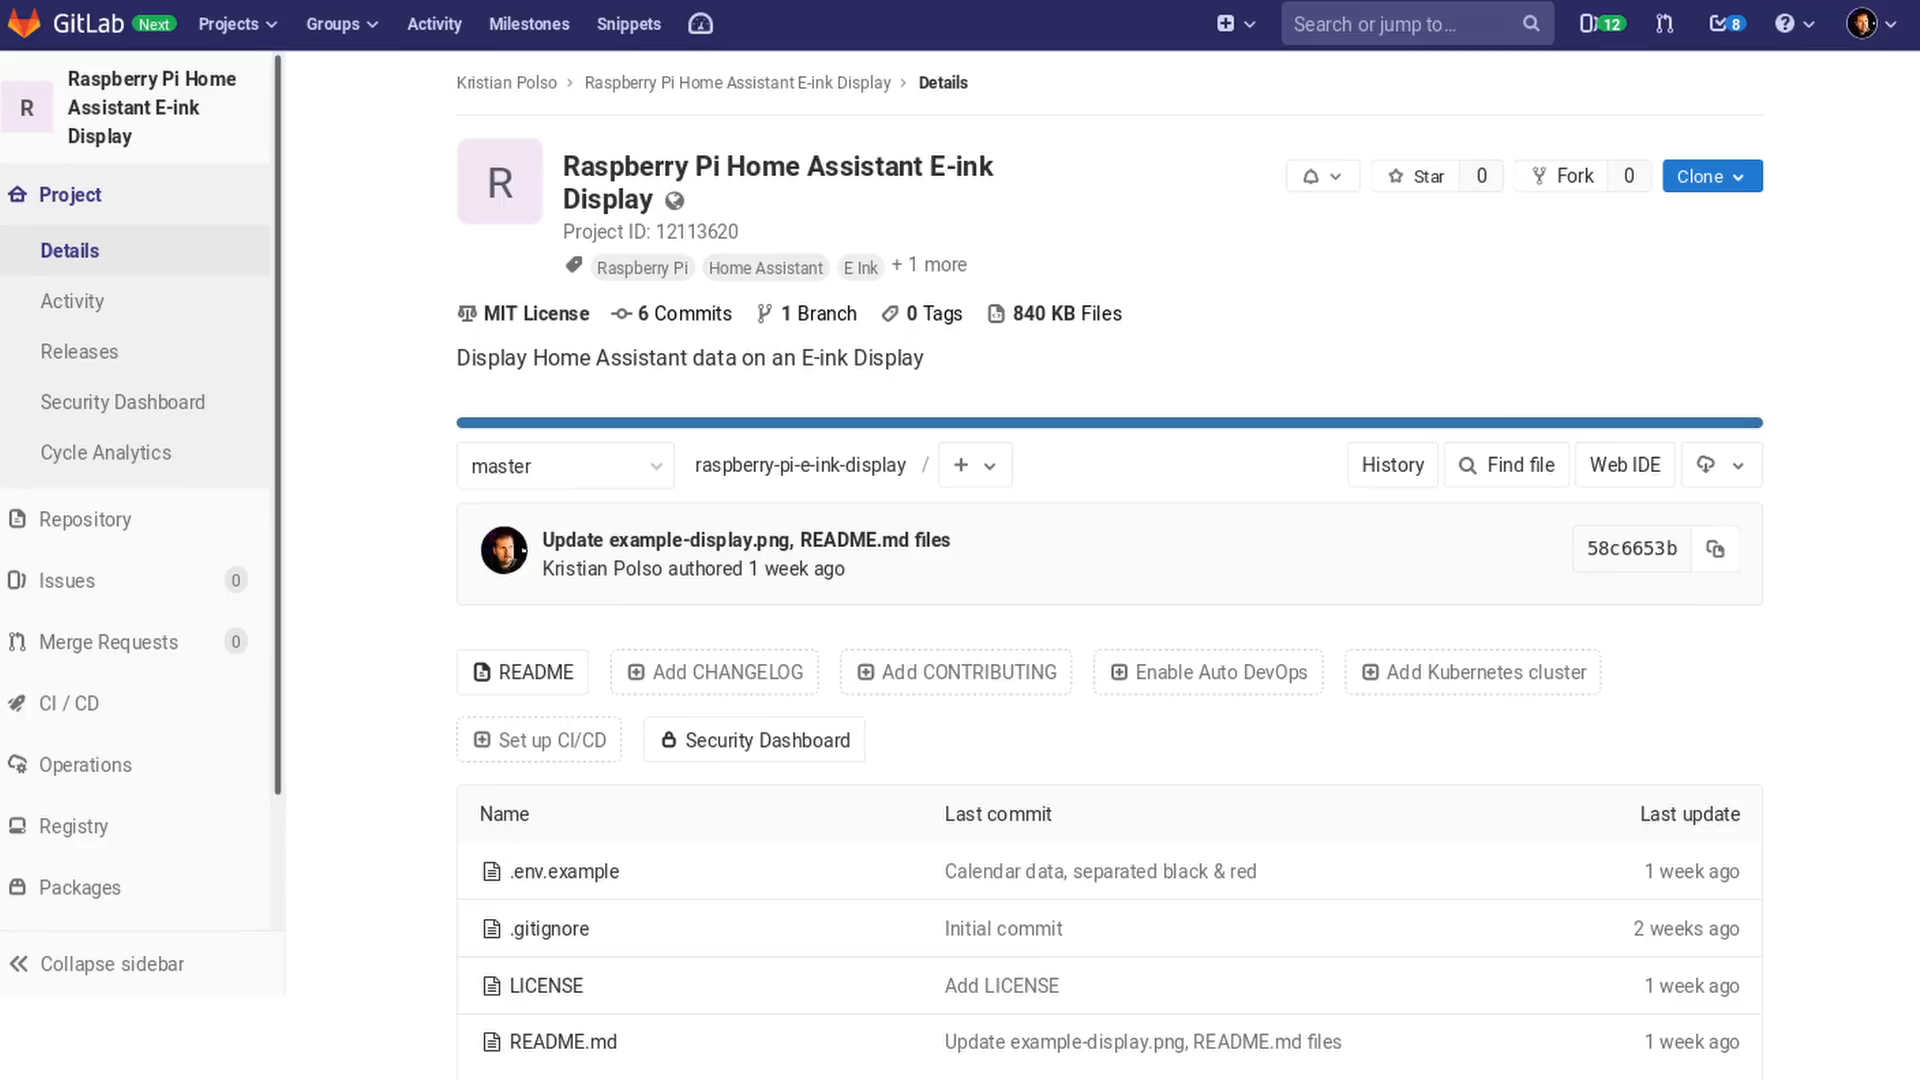 GitLab Next Projects Groups Activity Milestones Snippets Search or jump to... 12 8
R Raspberry Pi Home
Assistant E-ink
Display
Project
Details
Activity
Releases
Security Dashboard
Cycle Analytics
Repository
Issues 0
Merge Requests 0
CI / CD
Operations
Registry
Packages
Collapse sidebar
Kristian Polso > Raspberry Pi Home Assistant E-ink Display > Details
R
Raspberry Pi Home Assistant E-ink
Display
Project ID: 12113620
Raspberry Pi Home Assistant E Ink + 1 more
Star 0 Fork 0 Clone
MIT License 6 Commits 1 Branch 0 Tags 840 KB Files
Display Home Assistant data on an E-ink Display
master raspberry-pi-e-ink-display / + History Find file Web IDE
Update example-display.png, README.md files
Kristian Polso authored 1 week ago
58c6653b
README Add CHANGELOG Add CONTRIBUTING Enable Auto DevOps Add Kubernetes cluster
Set up CI/CD Security Dashboard
Name Last commit Last update
.env.example Calendar data, separated black & red 1 week ago
.gitignore Initial commit 2 weeks ago
LICENSE Add LICENSE 1 week ago
README.md Update example-display.png, README.md files 1 week ago